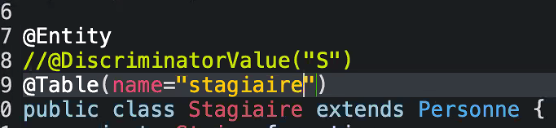 6
7 @Entity
8 //@DiscriminatorValue("S")
9 @Table(name="stagiaire")
0 public class Stagiaire extends Personne {